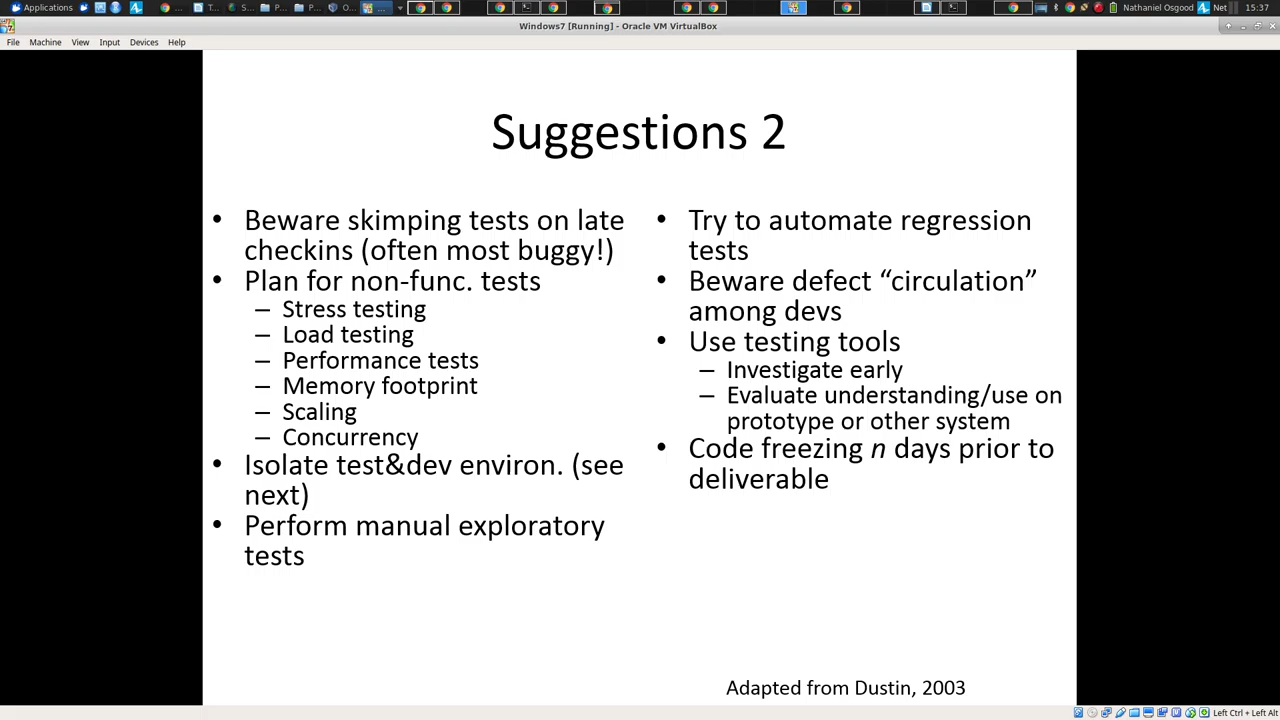 Applications
Nathaniel Osgood
Net
15:37
Windows7 [Running] - Oracle VM VirtualBox
File Machine View Input Devices Help
Suggestions 2
• Beware skimping tests on late
checkins (often most buggy!)
• Plan for non-func. tests
– Stress testing
– Load testing
– Performance tests
– Memory footprint
– Scaling
– Concurrency
• Isolate test&dev environ. (see
next)
• Perform manual exploratory
tests
• Try to automate regression
tests
• Beware defect “circulation”
among devs
• Use testing tools
– Investigate early
– Evaluate understanding/use on
prototype or other system
• Code freezing n days prior to
deliverable
Adapted from Dustin, 2003
Left Ctrl + Left Alt